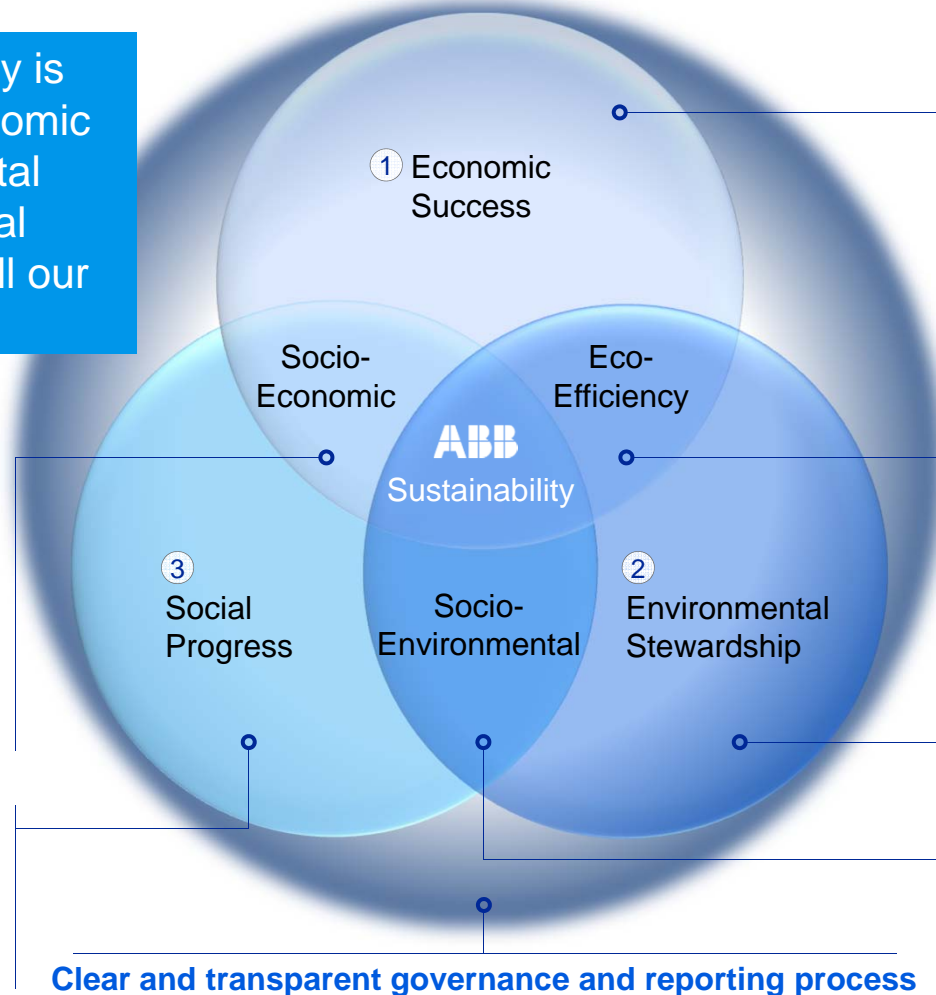 y is
omic
tal
al
ll our
1 Economic
Success
Socio-
Economic
Eco-
Efficiency
ABB
Sustainability
3
Social
Progress
Socio-
Environmental
2
Environmental
Stewardship
Clear and transparent governance and reporting process